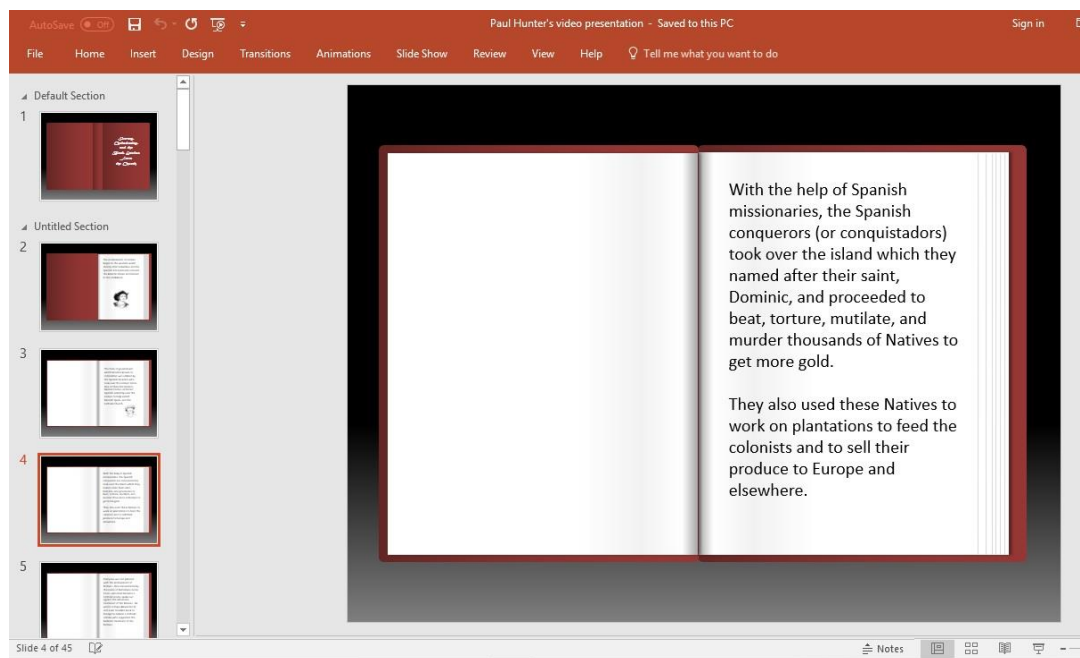 AutoSave Off
Paul Hunter's video presentation - Saved to this PC
Sign in
File Home Insert Design Transitions Animations Slide Show Review View Help Tell me what you want to do
Default Section
1
Untitled Section
2
3
4
5
With the help of Spanish
missionaries, the Spanish
conquerors (or conquistadors)
took over the island which they
named after their saint,
Dominic, and proceeded to
beat, torture, mutilate, and
murder thousands of Natives to
get more gold.
They also used these Natives to
work on plantations to feed the
colonists and to sell their
produce to Europe and
elsewhere.
Slide 4 of 45
Notes